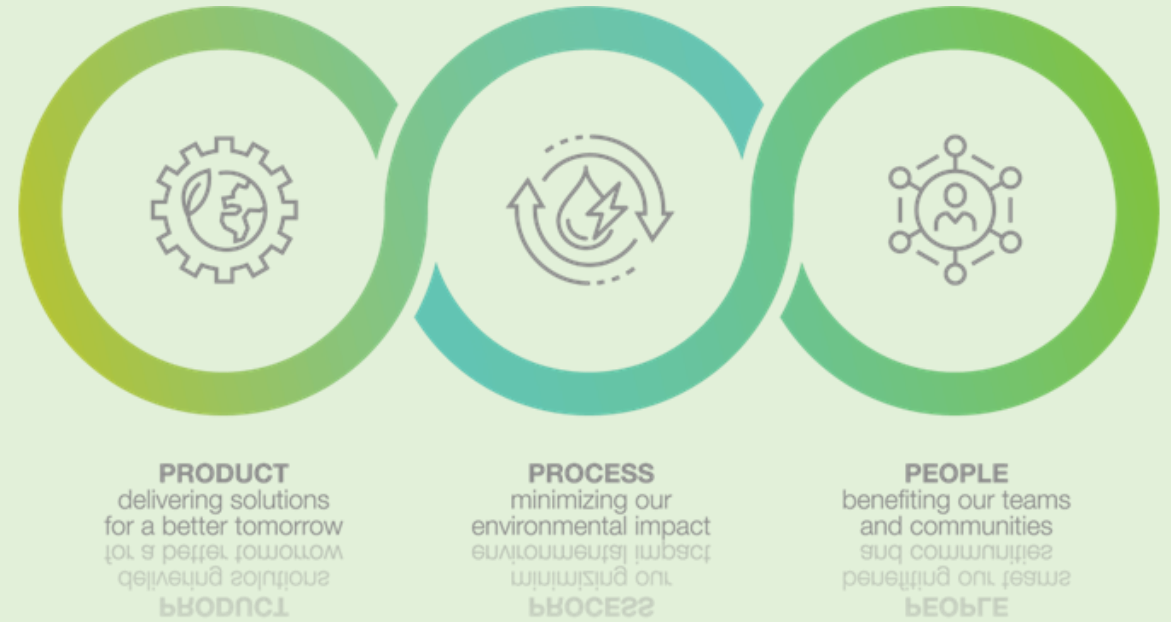 PRODUCT
delivering solutions
for a better tomorrow
PROCESS
minimizing our
environmental impact
PEOPLE
benefiting our teams
and communities